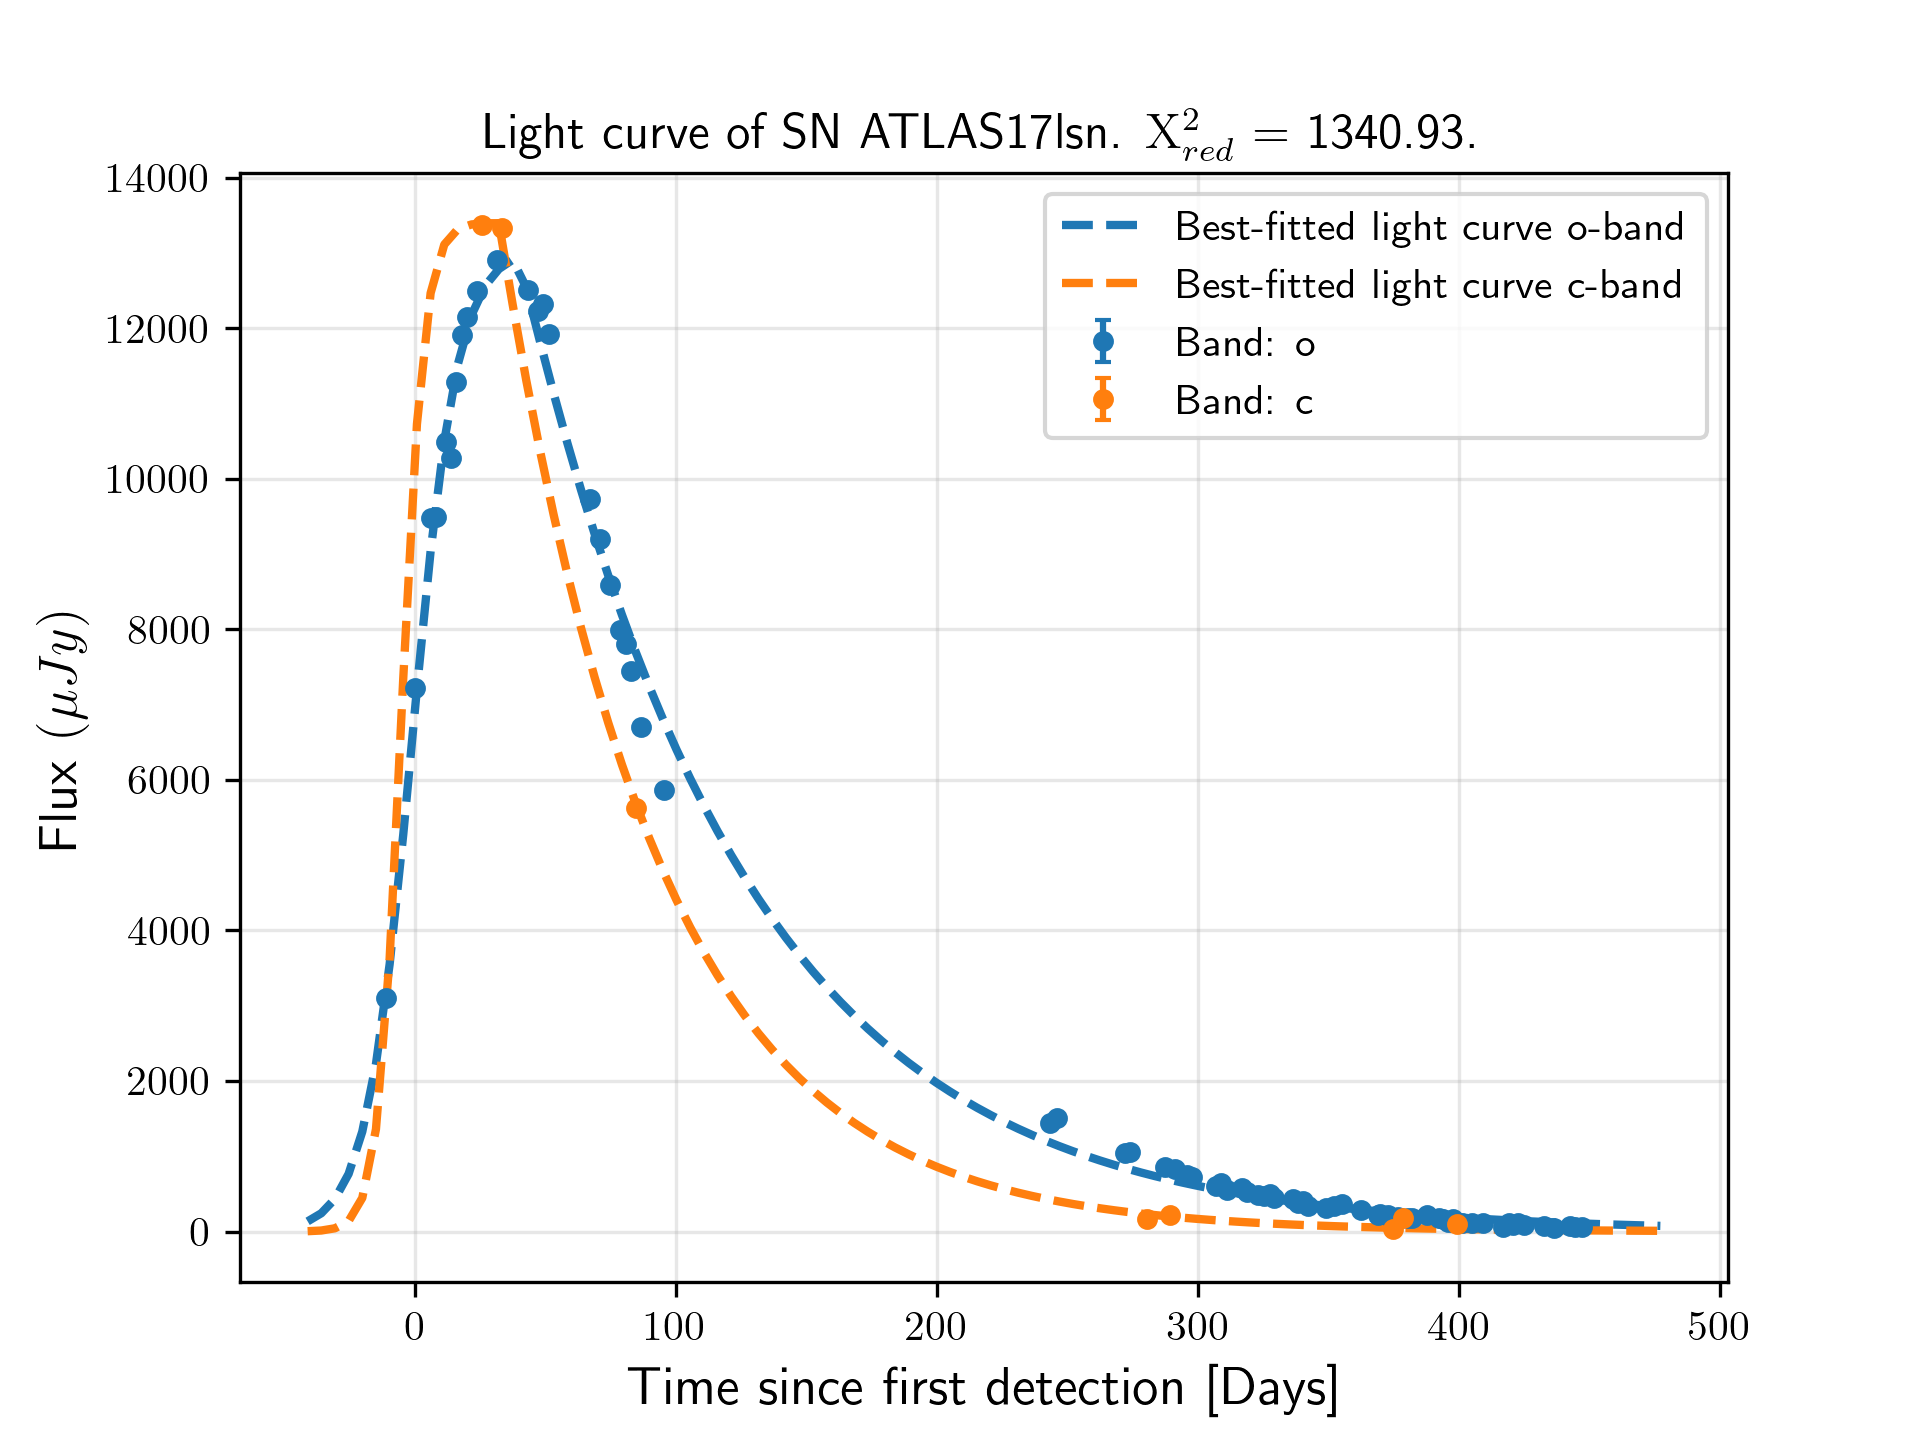 Light curve of SN ATLAS17lsn. X²_red = 1340.93.
14000
12000
10000
8000
6000
4000
2000
0
Flux (μJy)
Best-fitted light curve o-band
Best-fitted light curve c-band
Band: o
Band: c
0 100 200 300 400 500
Time since first detection [Days]